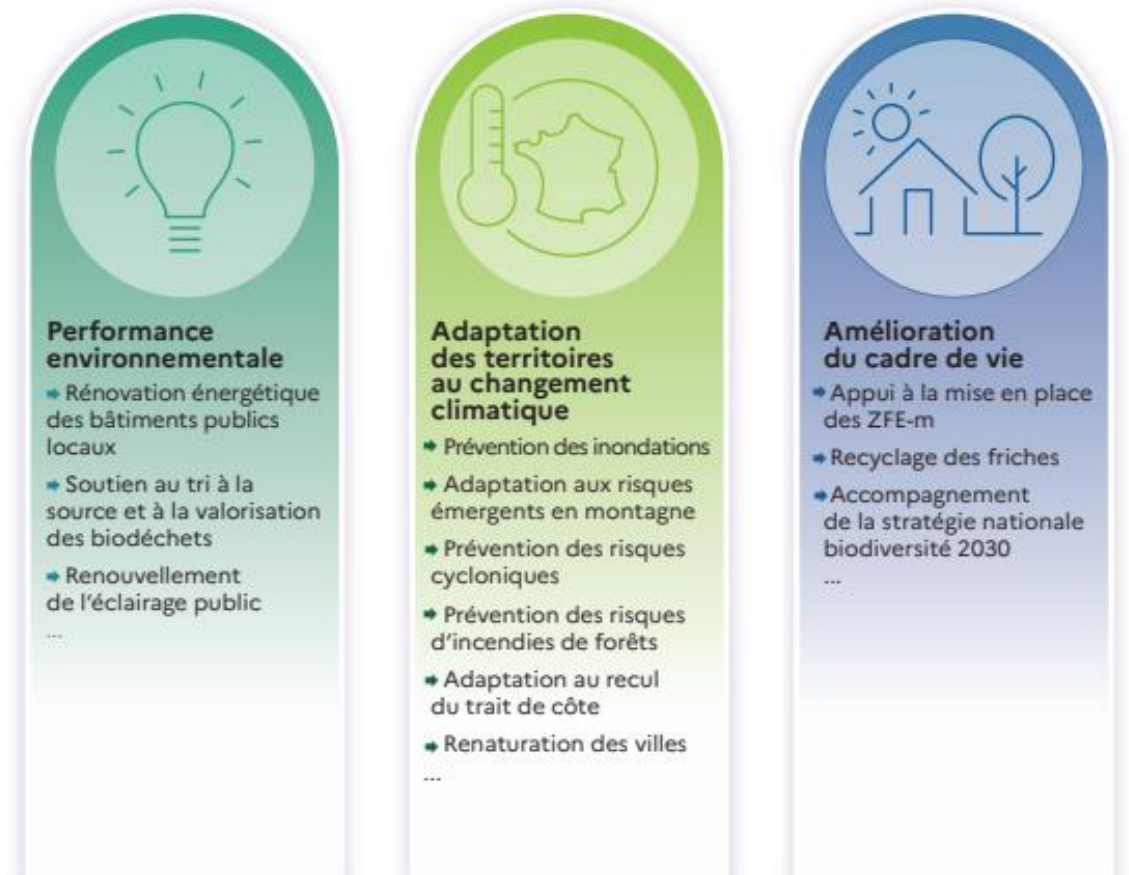 Performance
environnementale
➡ Rénovation énergétique
des bâtiments publics
locaux
➡ Soutien au tri à la
source et à la valorisation
des biodéchets
➡ Renouvellement
de l'éclairage public
...
Adaptation
des territoires
au changement
climatique
➡ Prévention des inondations
➡ Adaptation aux risques
émergents en montagne
➡ Prévention des risques
cycloniques
➡ Prévention des risques
d'incendies de forêts
➡ Adaptation au recul
du trait de côte
➡ Renaturation des villes
...
Amélioration
du cadre de vie
➡ Appui à la mise en place
des ZFE-m
➡ Recyclage des friches
➡ Accompagnement
de la stratégie nationale
biodiversité 2030
...